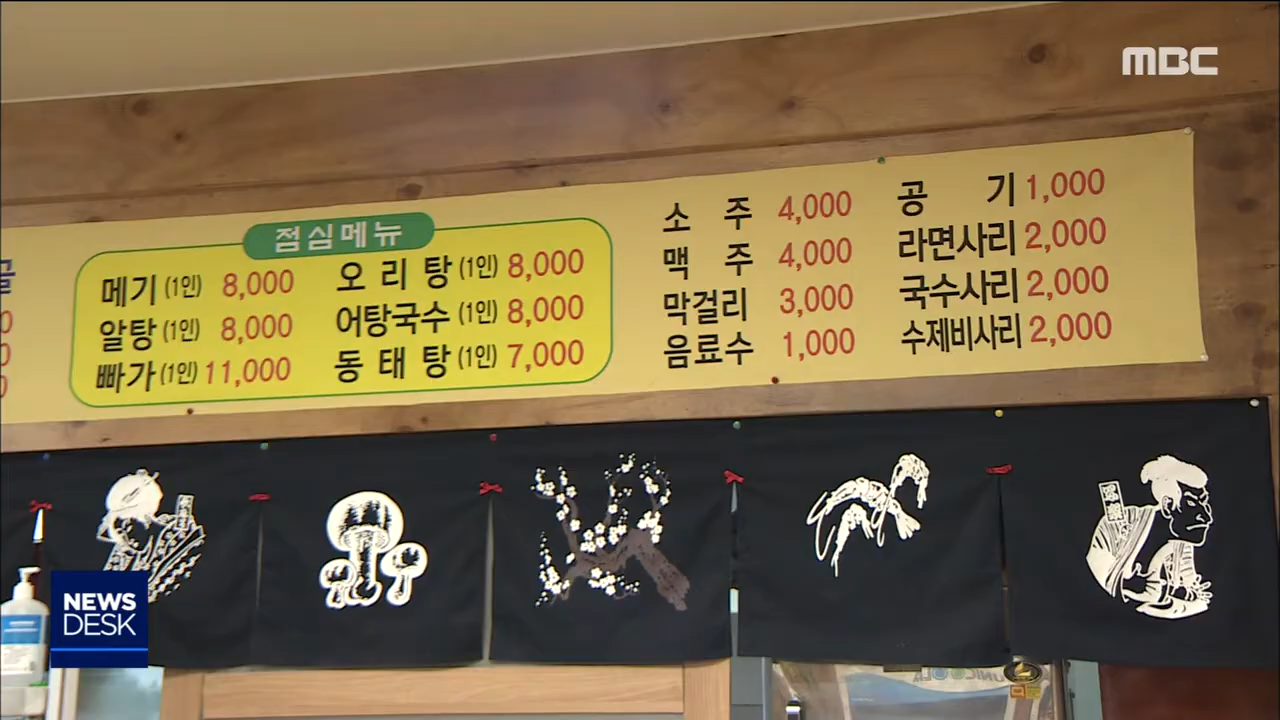 MBC
점심메뉴
메기 (1인) 8,000
알탕 (1인) 8,000
빠가 (1인) 11,000
오리탕 (1인) 8,000
어탕국수 (1인) 8,000
동태탕 (1인) 7,000
소주 4,000
맥주 4,000
막걸리 3,000
음료수 1,000
공기 1,000
라면사리 2,000
국수사리 2,000
수제비사리 2,000
NEWS
DESK